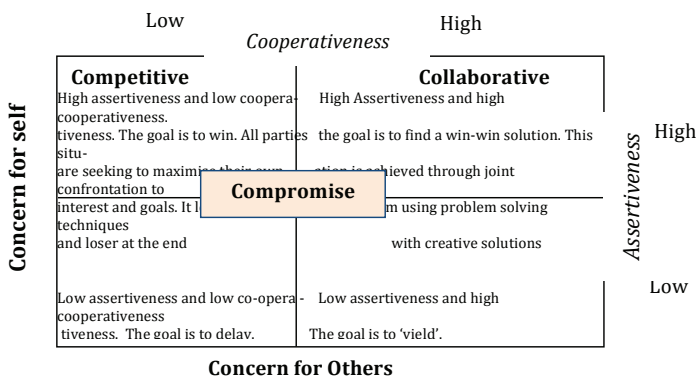 Low
High
Cooperativeness
Competitive Collaborative
High assertiveness and low coopera- High Assertiveness and high
cooperativeness.
tiveness. The goal is to win. All parties the goal is to find a win-win solution. This
situ-
are seeking to maximise their own is achieved through joint
confrontation to
Compromise
interest and goals. It using problem solving
techniques
and loser at the end with creative solutions
Low assertiveness and low co-opera - Low assertiveness and high
cooperativeness
tiveness. The goal is to delay. The goal is to 'yield'.
Concern for self
Concern for Others
High
Assertiveness
Low